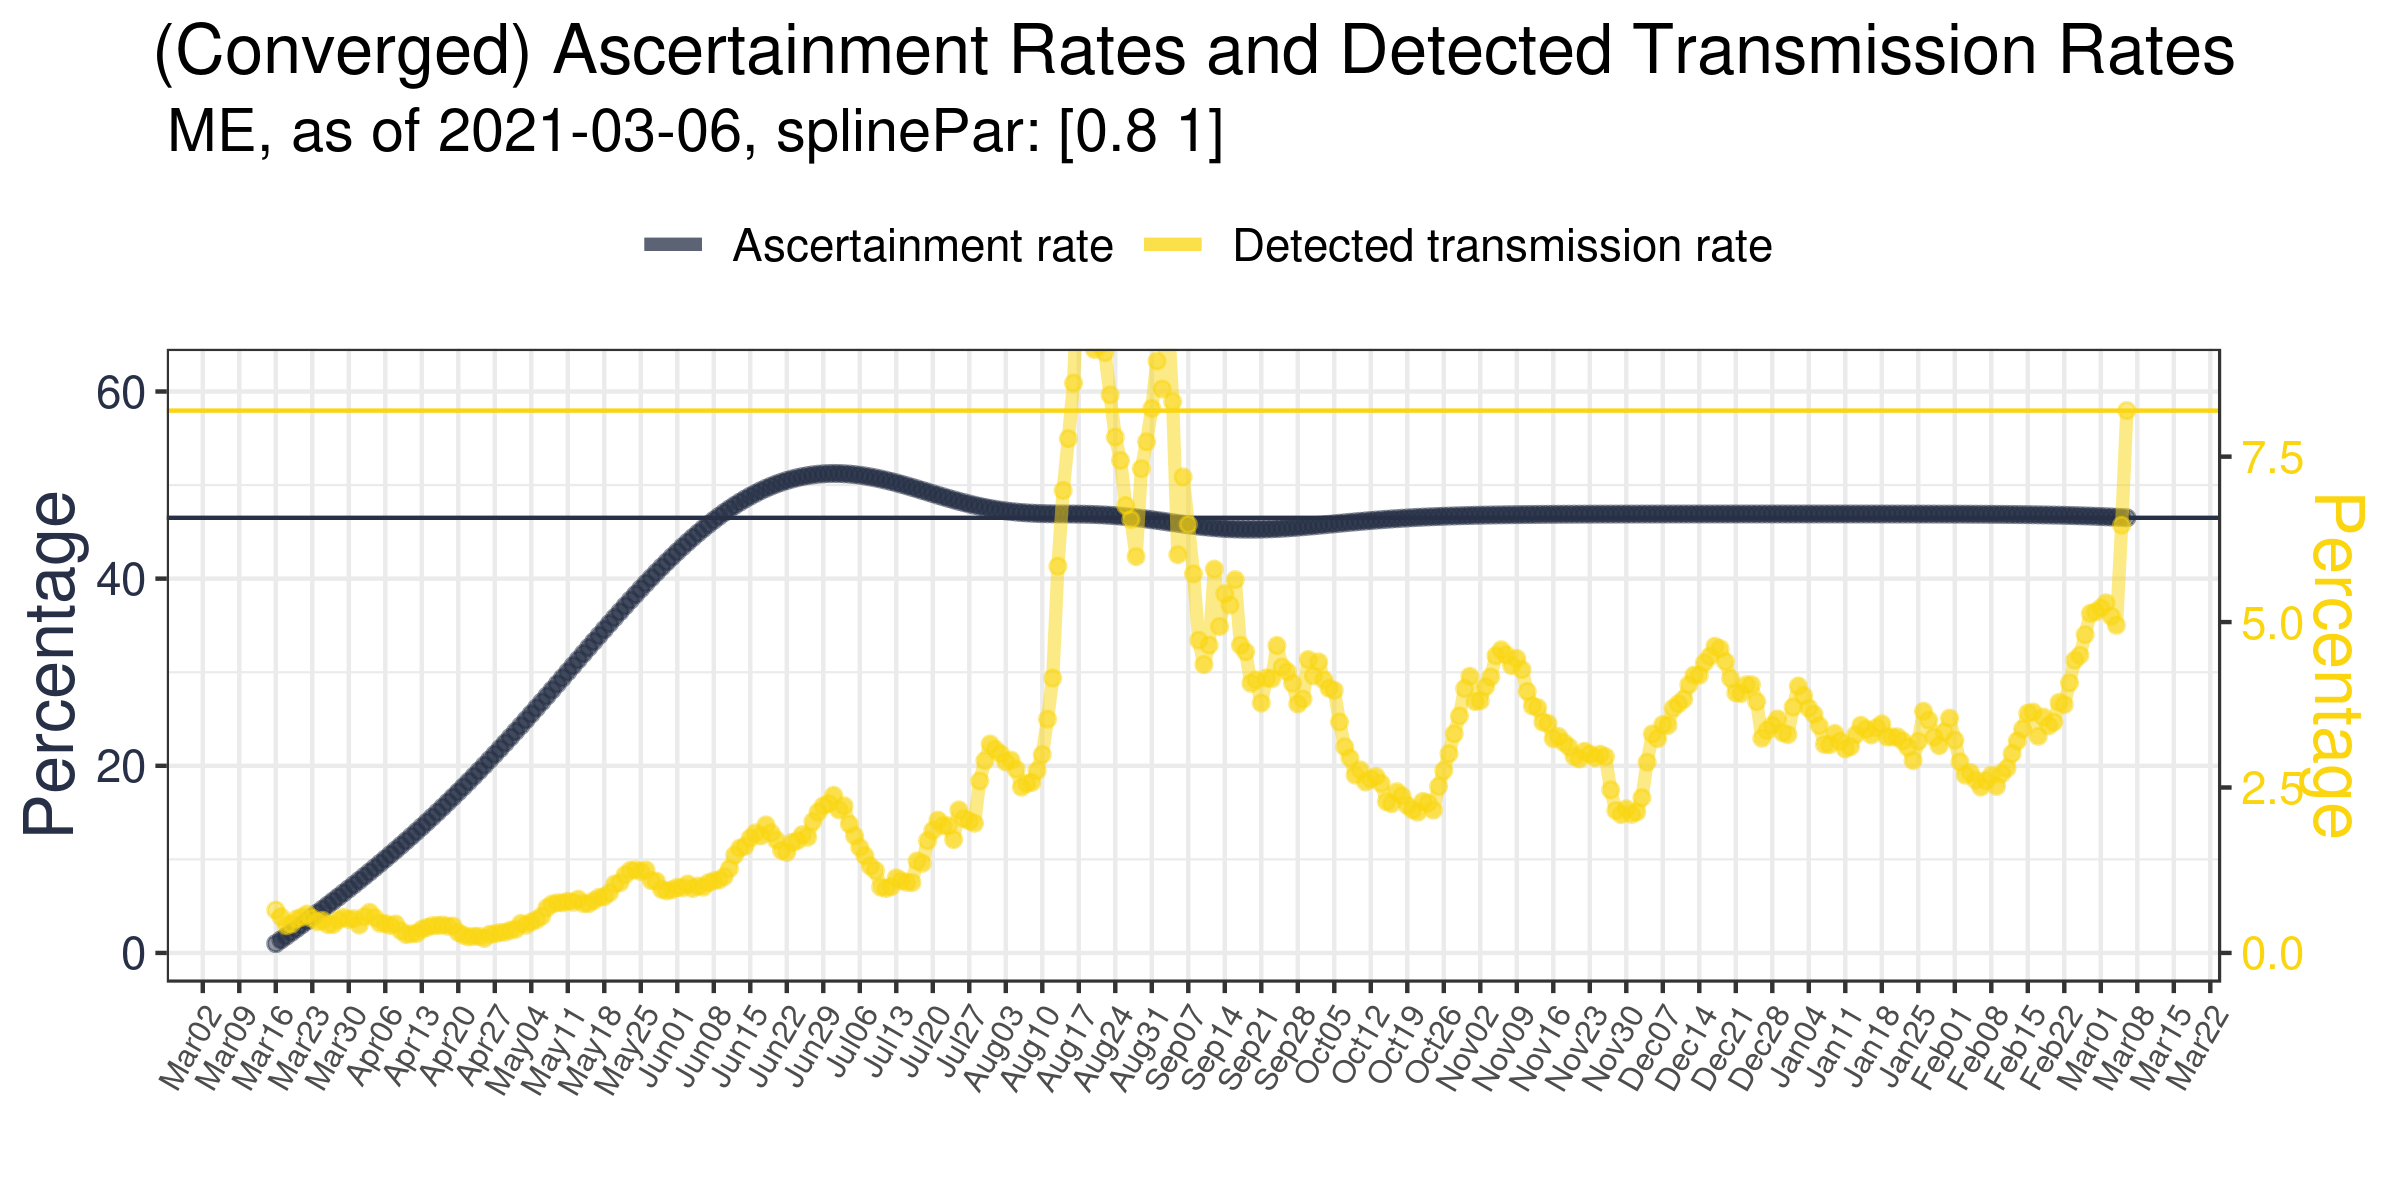 (Converged) Ascertainment Rates and Detected Transmission Rates
ME, as of 2021-03-06, splinePar: [0.8 1]
Ascertainment rate
Detected transmission rate
Percentage
60
40
20
0
7.5
5.0
2.5
0.0
Percentage
Mar02
Mar09
Mar16
Mar23
Mar30
Apr06
Apr13
Apr20
Apr27
May04
May11
May18
May25
Jun01
Jun08
Jun15
Jun22
Jun29
Jul06
Jul13
Jul20
Jul27
Aug03
Aug10
Aug17
Aug24
Aug31
Sep07
Sep14
Sep21
Sep28
Oct05
Oct12
Oct19
Oct26
Nov02
Nov09
Nov16
Nov23
Nov30
Dec07
Dec14
Dec21
Dec28
Jan04
Jan11
Jan18
Jan25
Feb01
Feb08
Feb15
Feb22
Mar01
Mar08
Mar15
Mar22